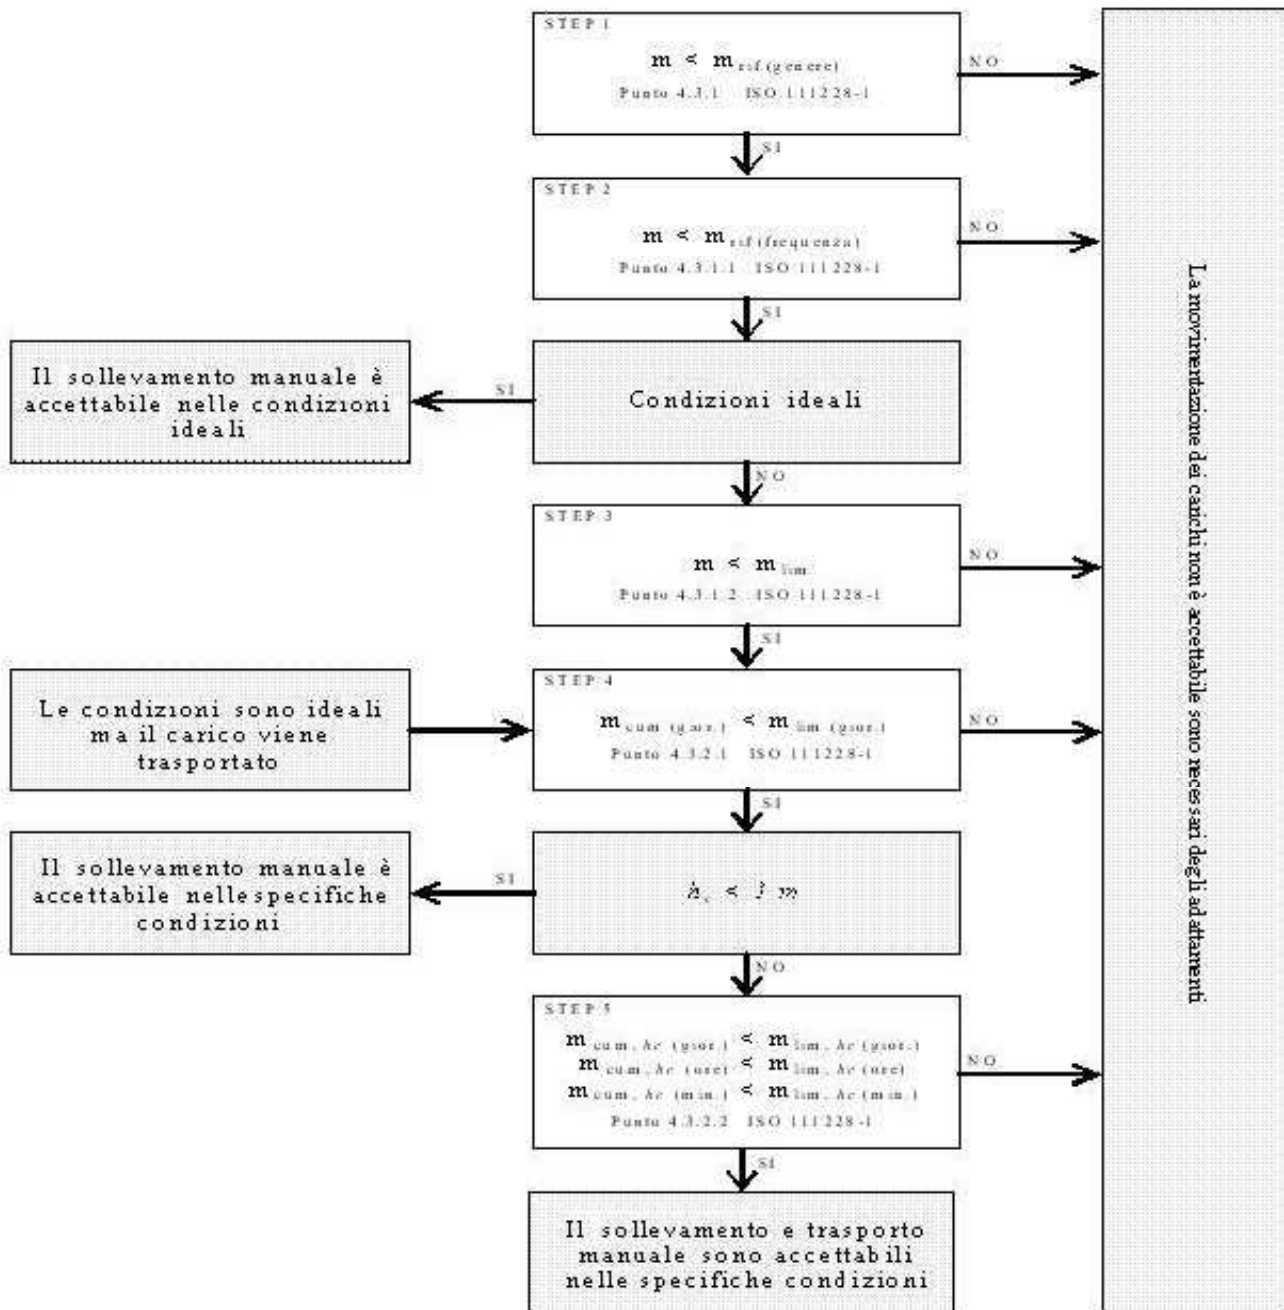 STEP 1
m < m rif (genere)
Punto 4.3.1 ISO 111228-1
NO
SI
STEP 2
m < m rif (frequenza)
Punto 4.3.1.1 ISO 111228-1
NO
SI
Il sollevamento manuale è
accettabile nelle condizioni
ideali
SI
Condizioni ideali
NO
STEP 3
m < m lim
Punto 4.3.1.2 ISO 111228-1
NO
SI
Le condizioni sono ideali
ma il carico viene
trasportato
STEP 4
m cum (gior.) < m lim (gior.)
Punto 4.3.2.1 ISO 111228-1
NO
SI
Il sollevamento manuale è
accettabile nelle specifiche
condizioni
SI
h c < m
NO
STEP 5
m cum, hc (gior.) < m lim, hc (gior.)
m cum, hc (ore) < m lim, hc (ore)
m cum, hc (min.) < m lim, hc (min.)
Punto 4.3.2.2 ISO 111228-1
NO
SI
Il sollevamento e trasporto
manuale sono accettabili
nelle specifiche condizioni
La movimentazione dei carichi non è accettabile sono necessari degli adattamenti